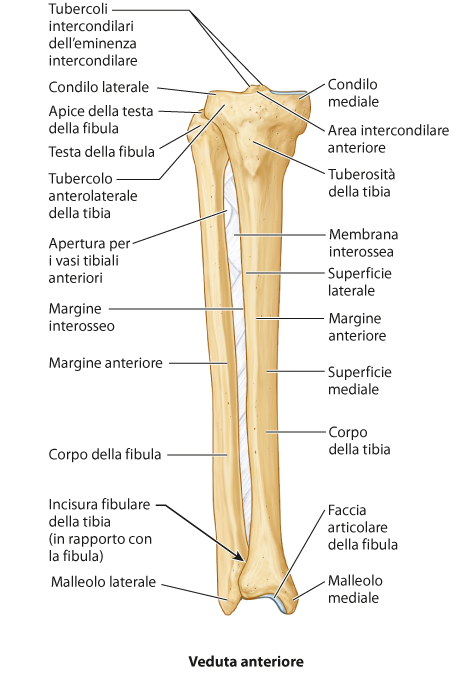 Tubercoli
intercondilari
dell’eminenza
intercondilare
Condilo laterale
Apice della testa
della fibula
Testa della fibula
Tubercolo
anterolaterale
della tibia
Apertura per
i vasi tibiali
anteriori
Margine
interosseo
Margine anteriore
Corpo della fibula
Incisura fibulare
della tibia
(in rapporto con
la fibula)
Malleolo laterale
Condilo
mediale
Area intercondilare
anteriore
Tuberosità
della tibia
Membrana
interossea
Superficie
laterale
Margine
anteriore
Superficie
mediale
Corpo
della tibia
Faccia
articolare
della fibula
Malleolo
mediale
Veduta anteriore